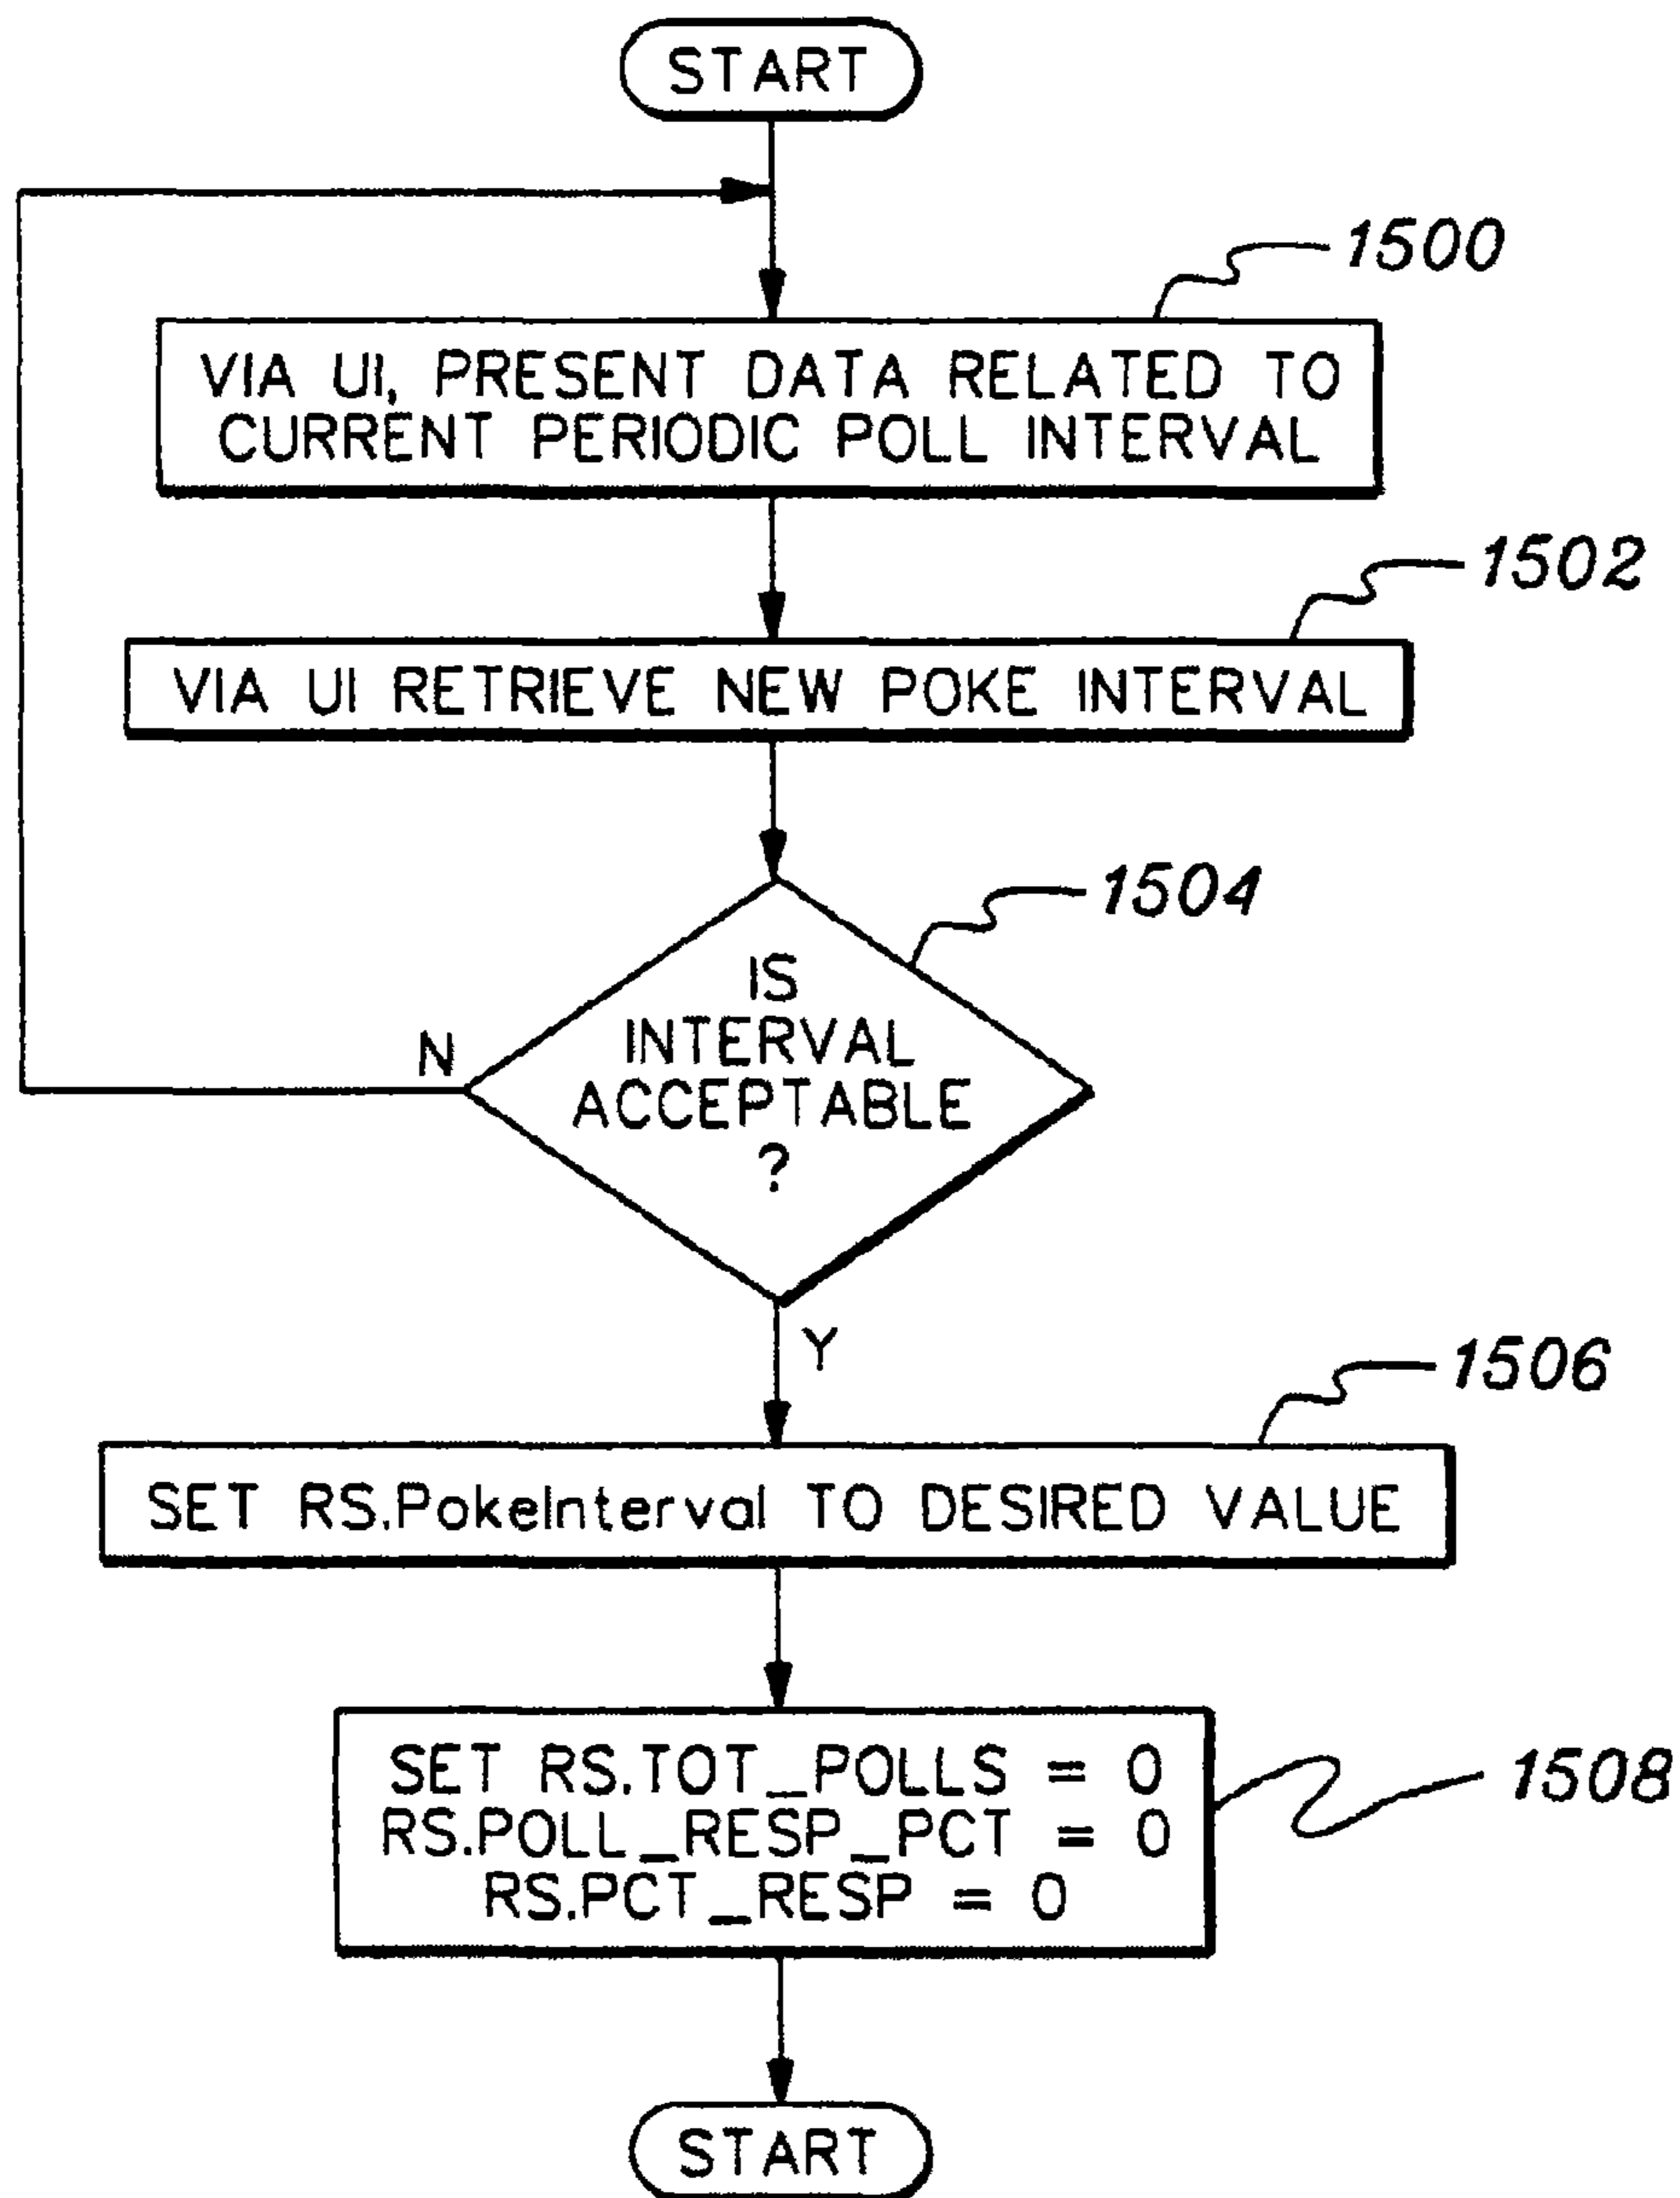 START
1500
VIA UI, PRESENT DATA RELATED TO
CURRENT PERIODIC POLL INTERVAL
1502
VIA UI RETRIEVE NEW POKE INTERVAL
1504
IS
INTERVAL
ACCEPTABLE
?
N
Y
1506
SET RS.PokeInterval TO DESIRED VALUE
SET RS.TOT_POLLS = 0
RS.POLL_RESP_PCT = 0
RS.PCT_RESP = 0
1508
START